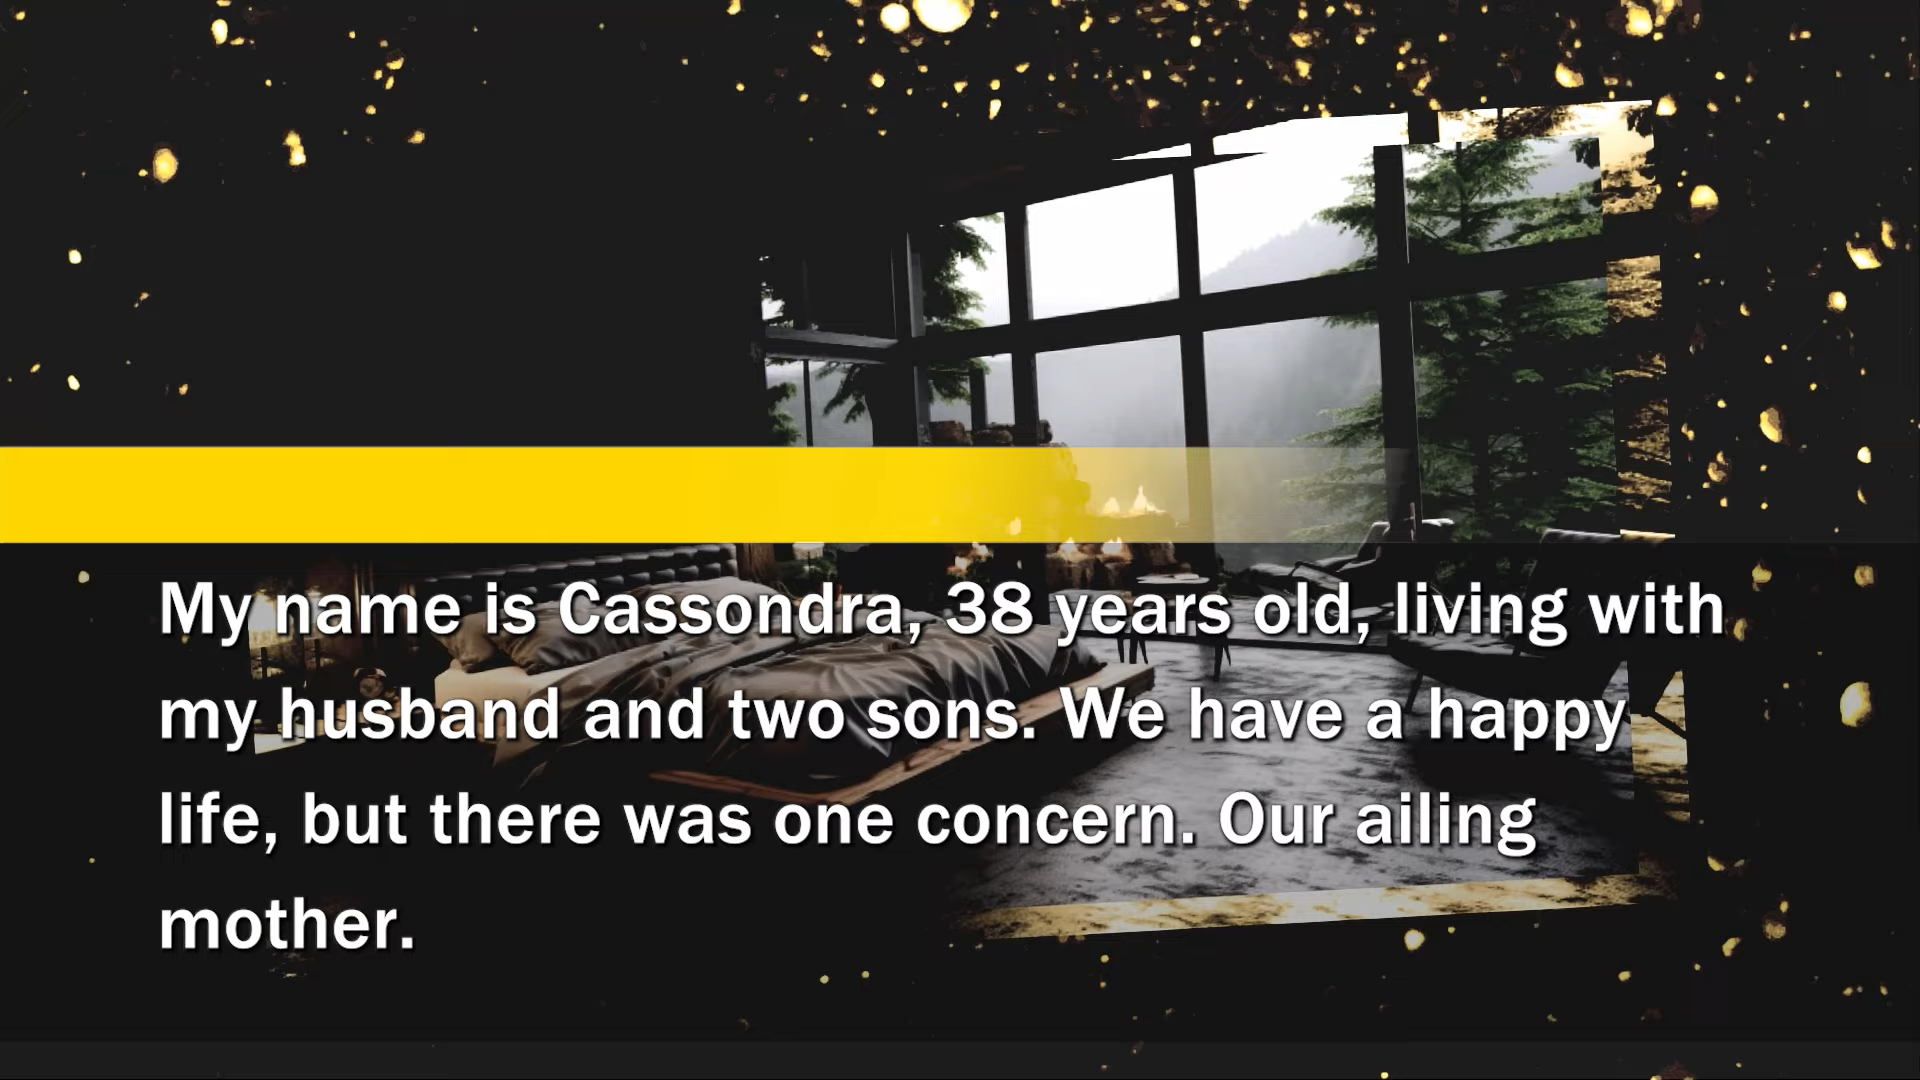 My name is Cassondra, 38 years old, living with
my husband and two sons. We have a happy
life, but there was one concern. Our ailing
mother.